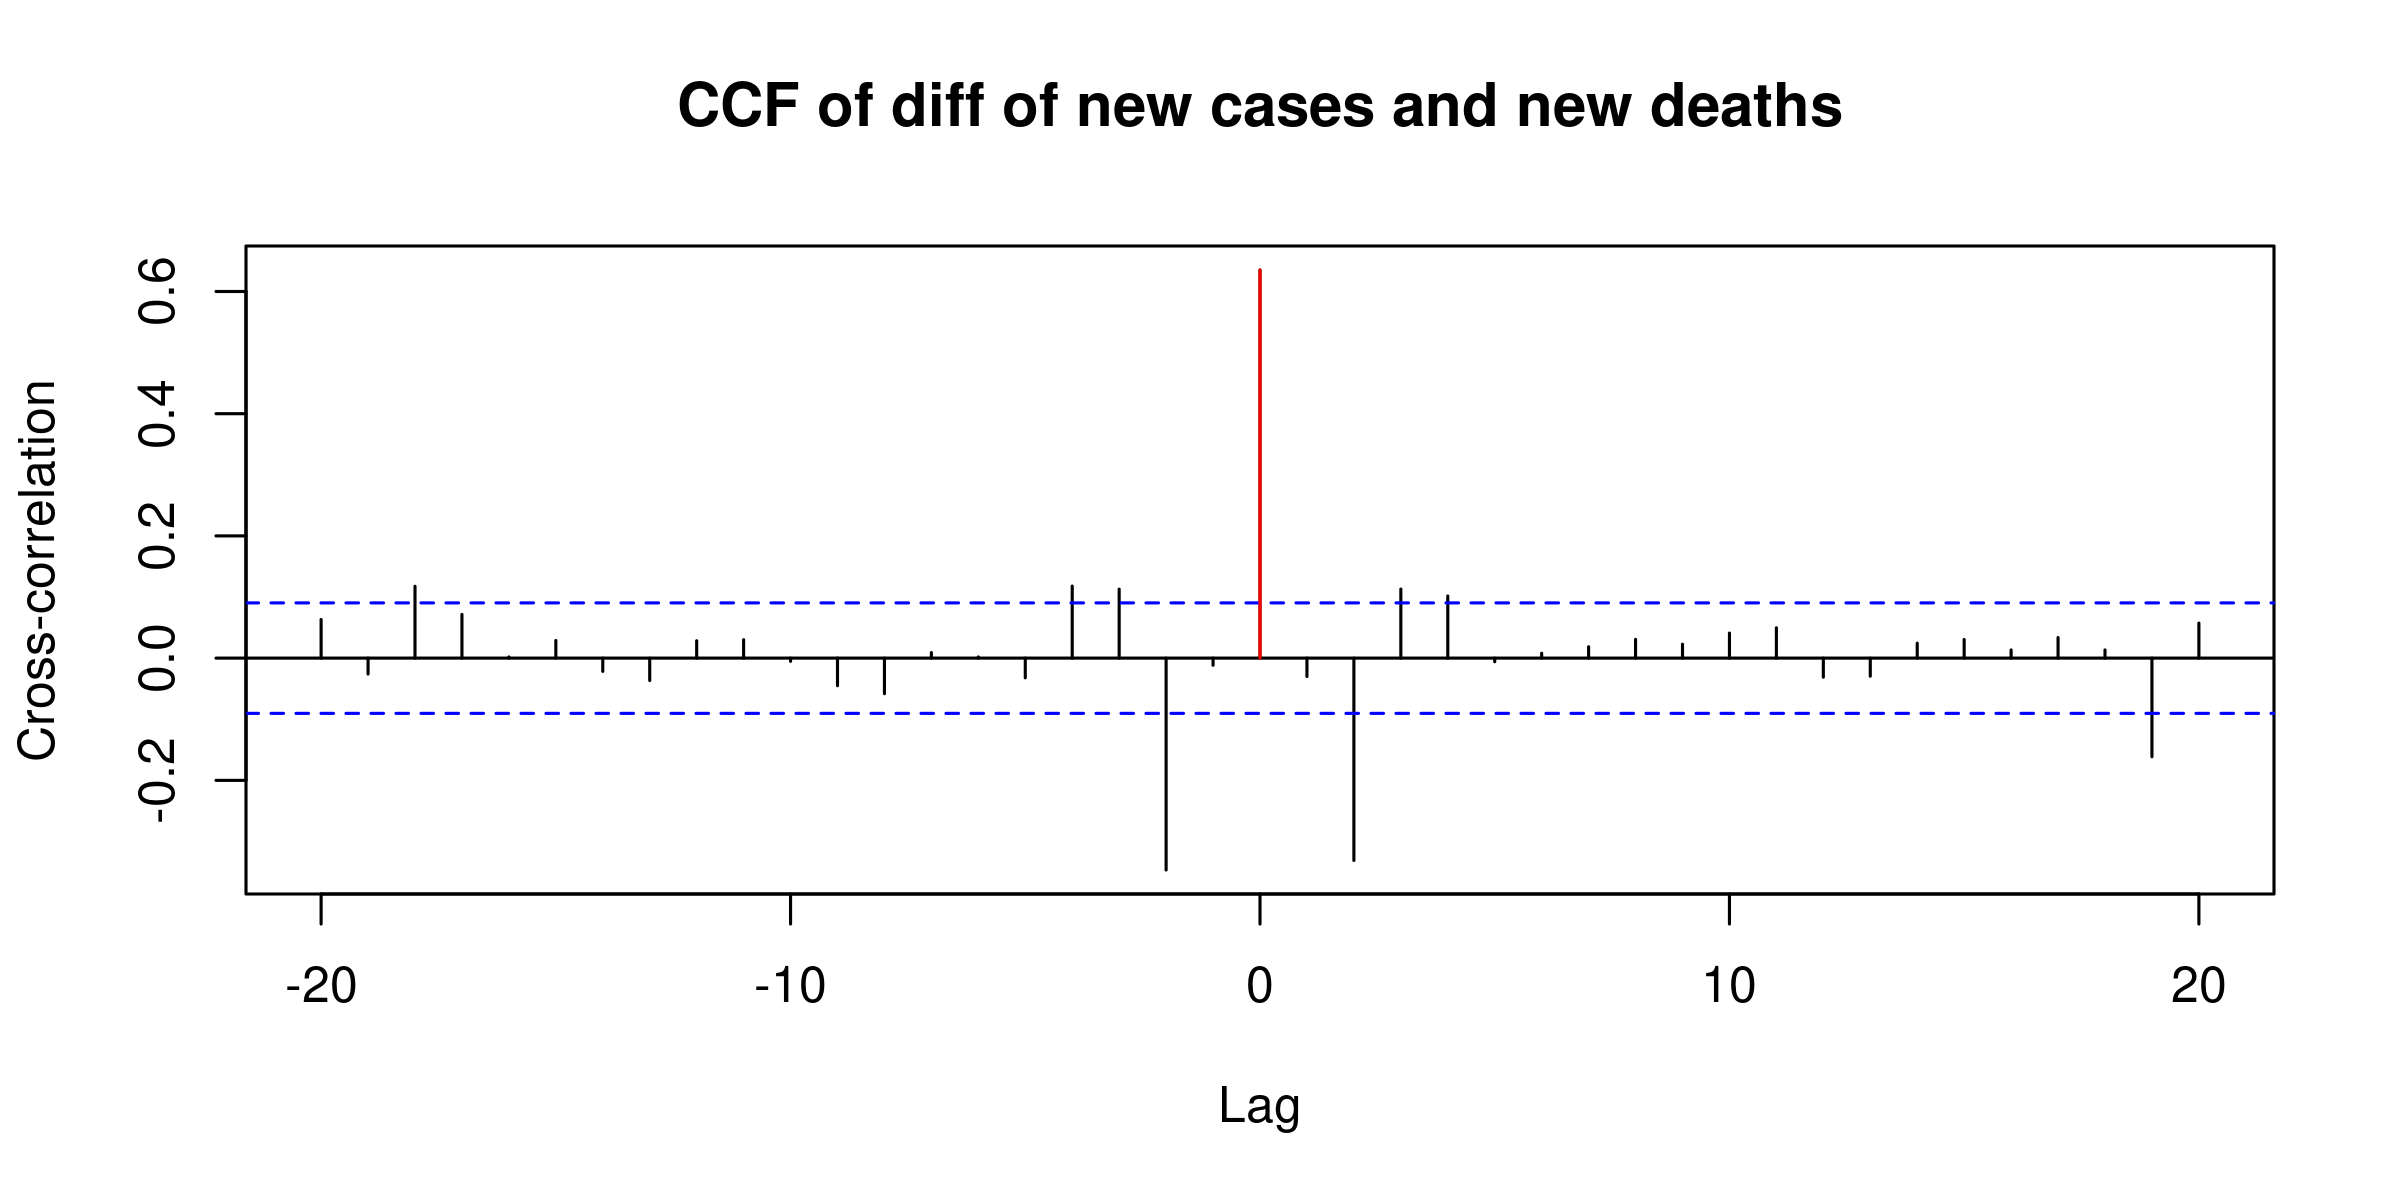 CCF of diff of new cases and new deaths
Cross-correlation
0.6
0.4
0.2
0.0
-0.2
-20 -10 0 10 20
Lag